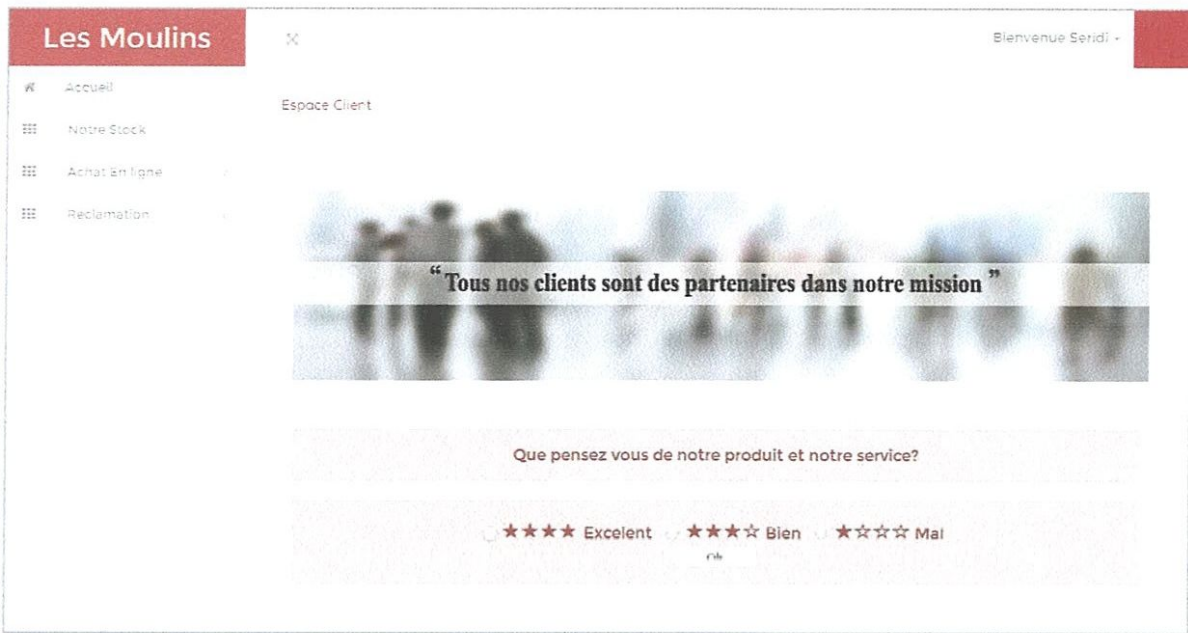 Les Moulins
Bienvenue Seridi
Accueil
Espace Client
Notre Stock
Achat En ligne
Reclamation
“ Tous nos clients sont des partenaires dans notre mission ”
Que pensez vous de notre produit et notre service?
★★★★ Excelent ★★★☆ Bien ★☆☆☆ Mal
Ok